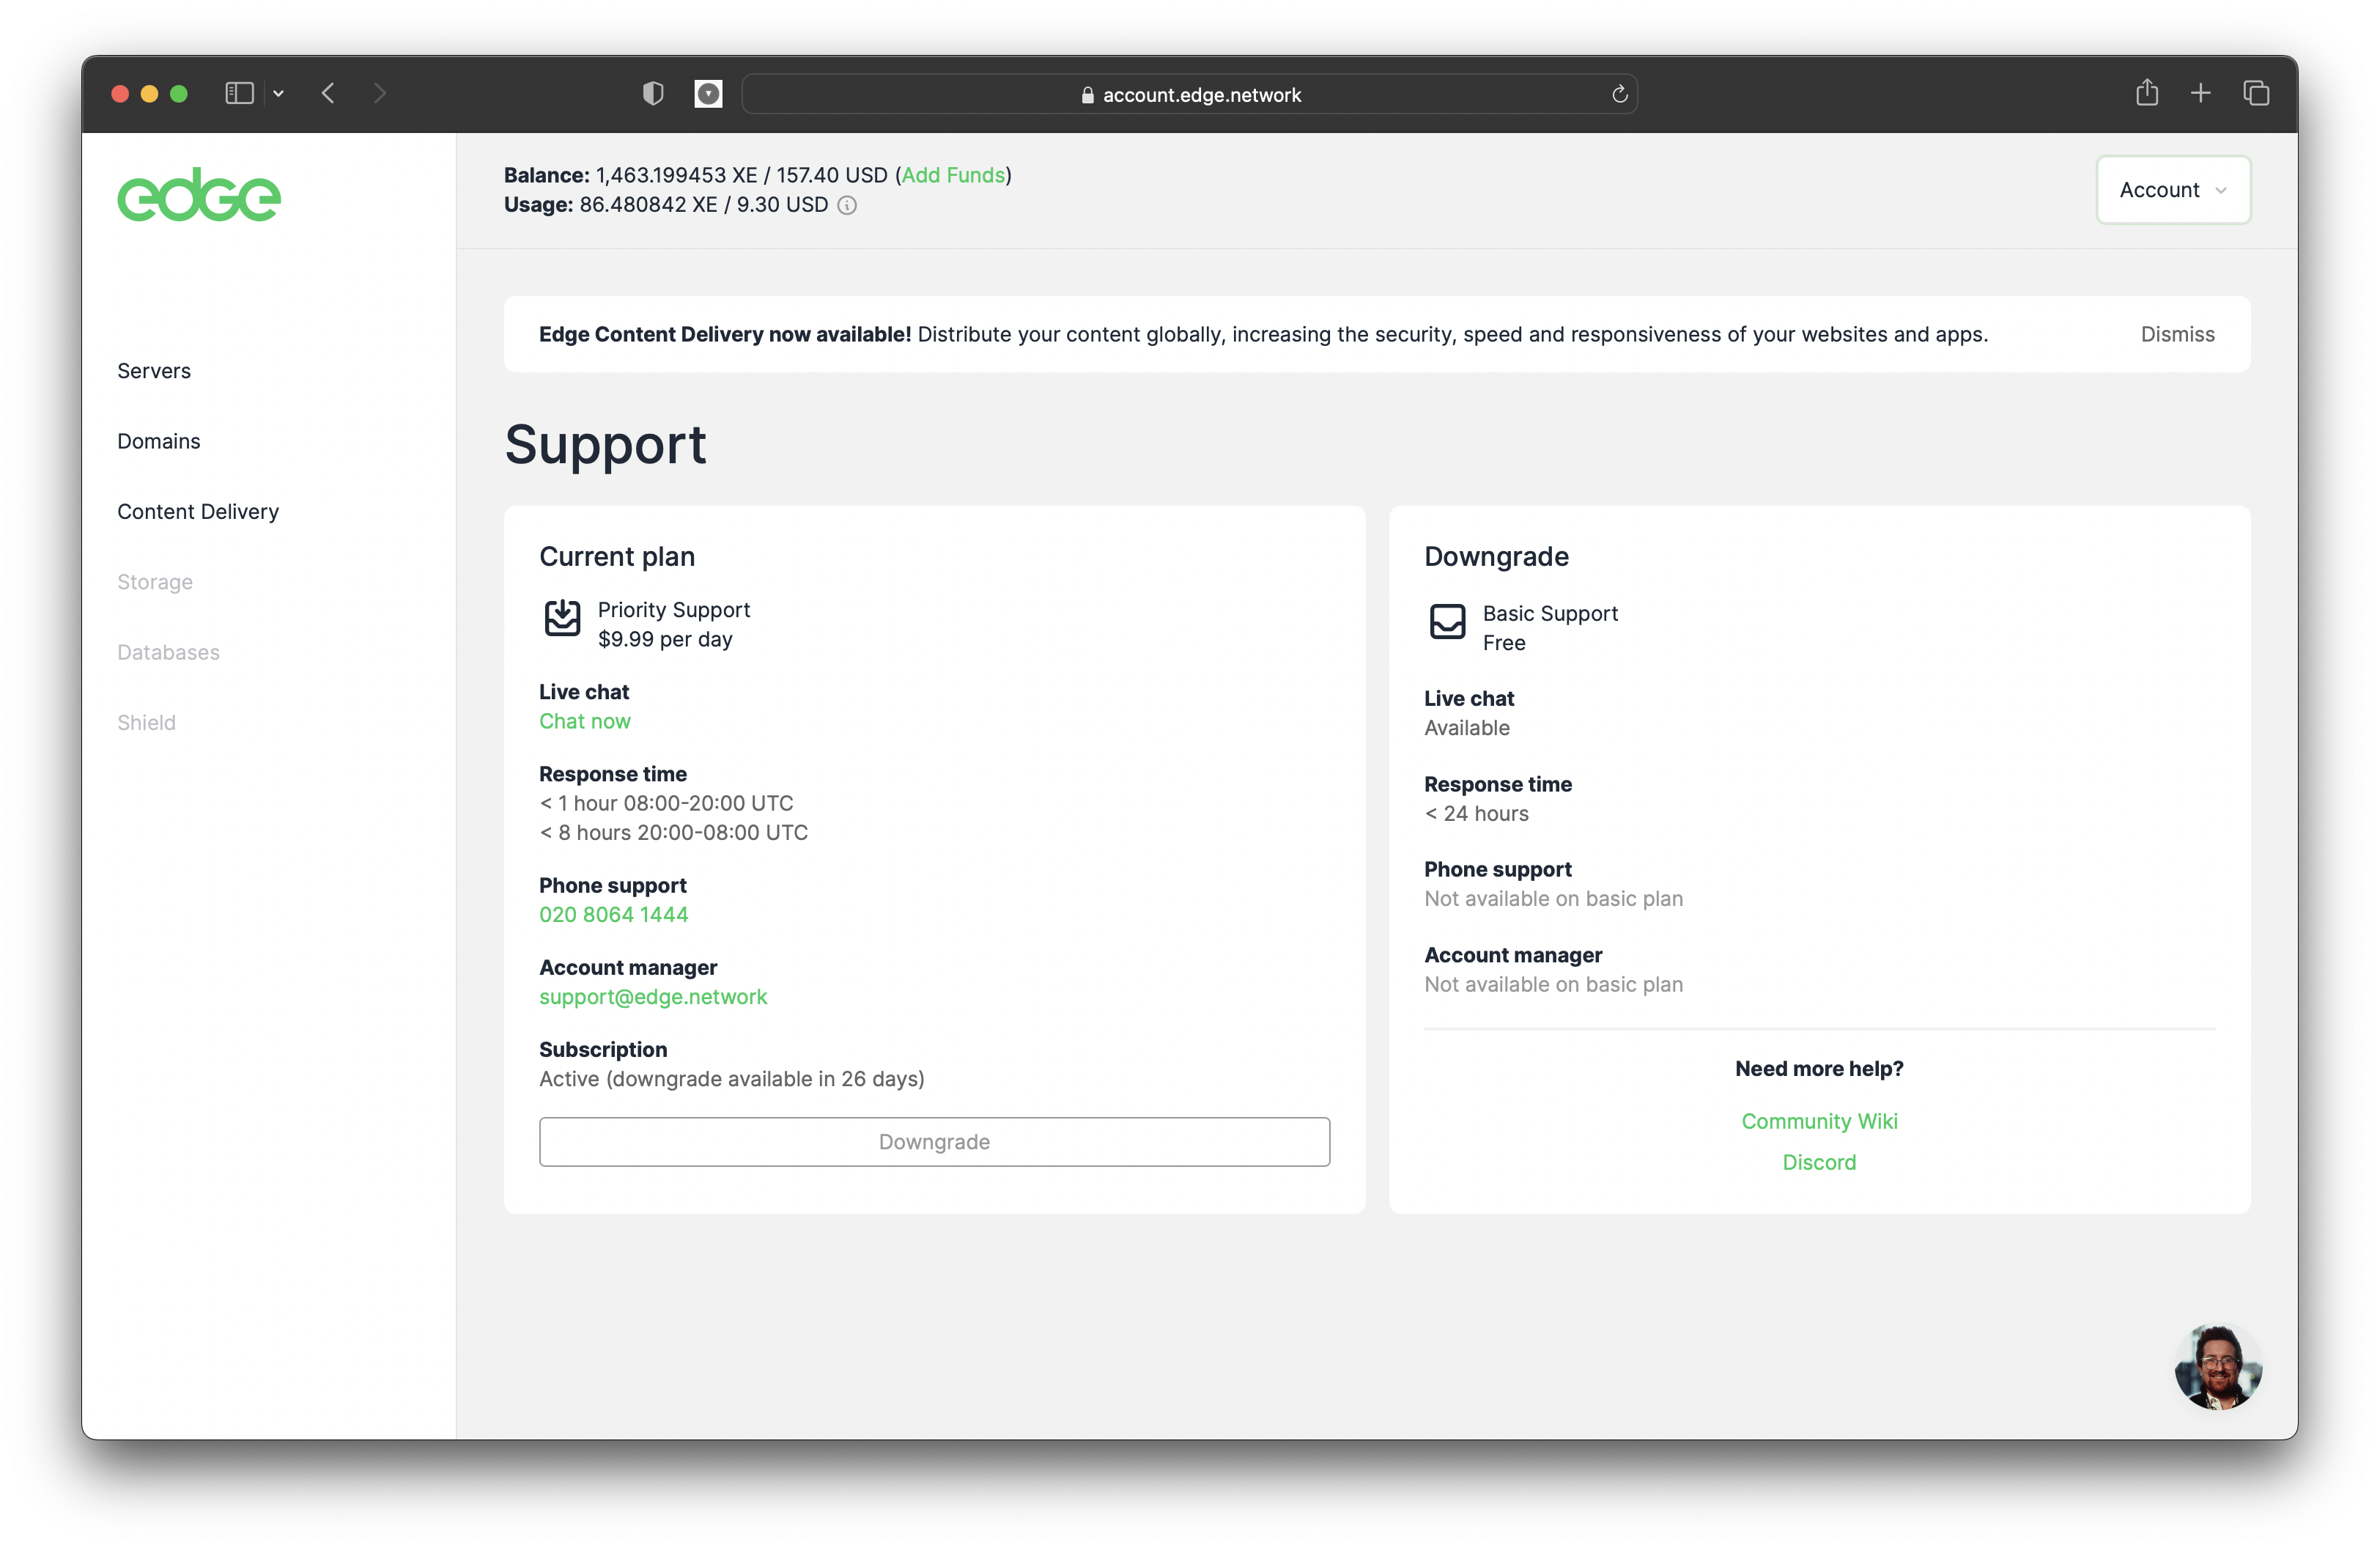 account.edge.network
edge
Balance: 1,463.199453 XE / 157.40 USD (Add Funds)
Usage: 86.480842 XE / 9.30 USD
Account
Servers
Domains
Content Delivery
Storage
Databases
Shield
Edge Content Delivery now available! Distribute your content globally, increasing the security, speed and responsiveness of your websites and apps.
Dismiss
Support
Current plan
Priority Support
$9.99 per day
Live chat
Chat now
Response time
< 1 hour 08:00-20:00 UTC
< 8 hours 20:00-08:00 UTC
Phone support
020 8064 1444
Account manager
support@edge.network
Subscription
Active (downgrade available in 26 days)
Downgrade
Downgrade
Basic Support
Free
Live chat
Available
Response time
< 24 hours
Phone support
Not available on basic plan
Account manager
Not available on basic plan
Need more help?
Community Wiki
Discord